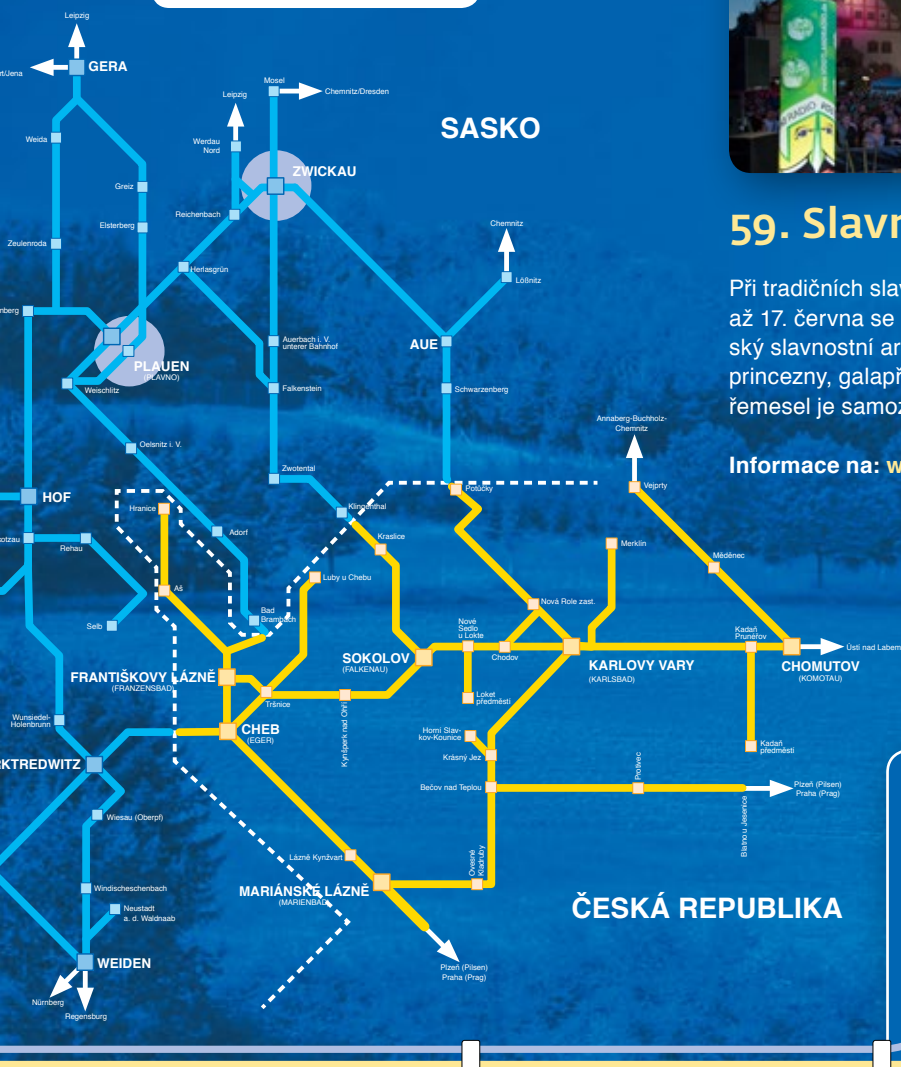 Leipzig
GERA
rt/Jena
Mosel
Chemnitz/Dresden
Leipzig
SASKO
Weida
Werdau
Nord
ZWICKAU
Greiz
Reichenbach
Elsterberg
Chemnitz
59. Slavn
Zeulenroda
Herlasgrün
Lößnitz
Při tradičních slav
až 17. června se
ský slavnostní ar
princezny, galapř
řemesel je samoz
Informace na: w
nberg
Auerbach i. V.
unterer Bahnhof
AUE
PLAUEN
(PLAVNO)
Weischlitz
Falkenstein
Schwarzenberg
Annaberg-Buchholz-
Chemnitz
Oelsnitz i. V.
Zwotental
Potůčky
Vejprty
HOF
Hranice
Klingenthal
Adorf
Kraslice
Merklín
kotzau
Rehau
Měděnec
Luby u Chebu
Aš
Selb
Bad
Brambach
Nová Role zast.
Nové
Sedlo
u Lokte
Kadaň
Prunéřov
Ústí nad Labem
SOKOLOV
(FALKENAU)
Chodov
KARLOVY VARY
(KARLSBAD)
CHOMUTOV
(KOMOTAU)
FRANTIŠKOVY LÁZNĚ
(FRANZENSBAD)
Tršnice
Loket
předměstí
Kynšperk nad Ohří
Wunsiedel-
Holenbrunn
CHEB
(EGER)
Horní Slav-
kov-Kounice
Krásný Jez
Kadaň
předměstí
RKTREDWITZ
Bečov nad Teplou
Protivec
Plzeň (Pilsen)
Praha (Prag)
Blatno u Jesenice
Wiesau (Oberpf)
Lázně Kynžvart
Ovesné
Kladruby
Windischeschenbach
MARIÁNSKÉ LÁZNĚ
(MARIENBAD)
ČESKÁ REPUBLIKA
Neustadt
a. d. Waldnaab
WEIDEN
Plzeň (Pilsen)
Praha (Prag)
Nürnberg
Regensburg